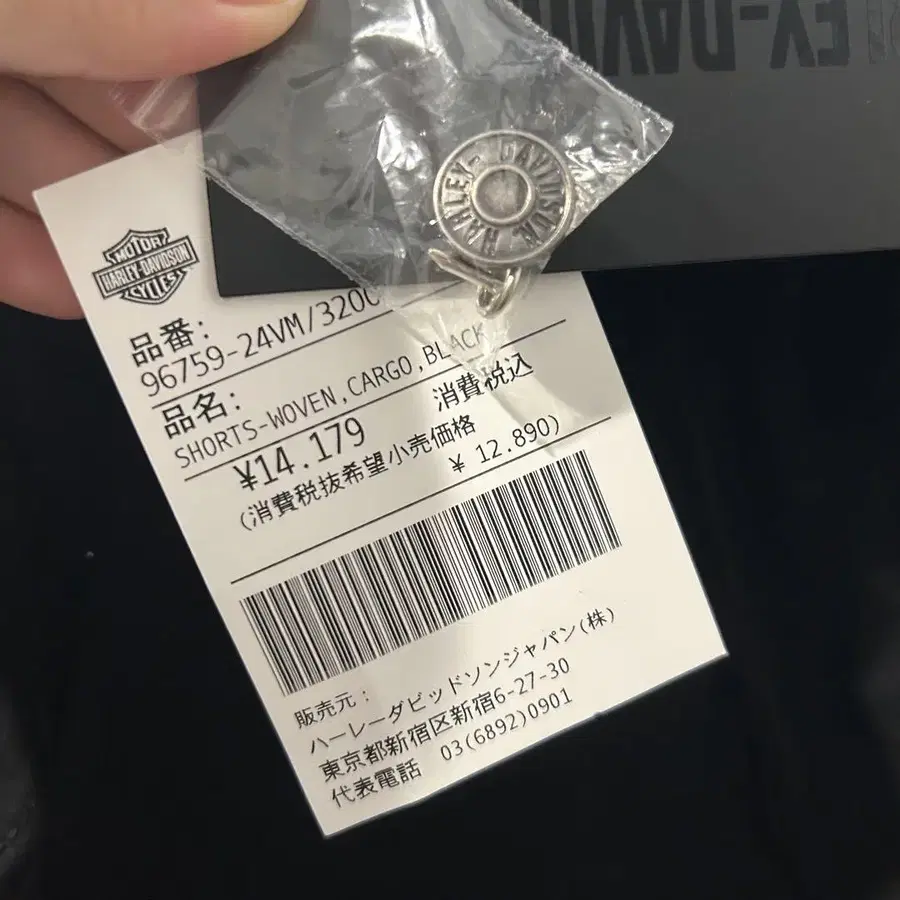 HARLEY-DAVIDSON
MOTOR
HARLEY-DAVIDSON
CYCLES
品番:
96759-24VM/320
品名:
SHORTS-WOVEN,CARGO,BLACK
¥14.179 消費税込
(消費税抜希望小売価格
¥ 12.890)
販売元:
ハーレーダビッドソンジャパン(株)
東京都新宿区新宿6-27-30
代表電話 03(6892)0901